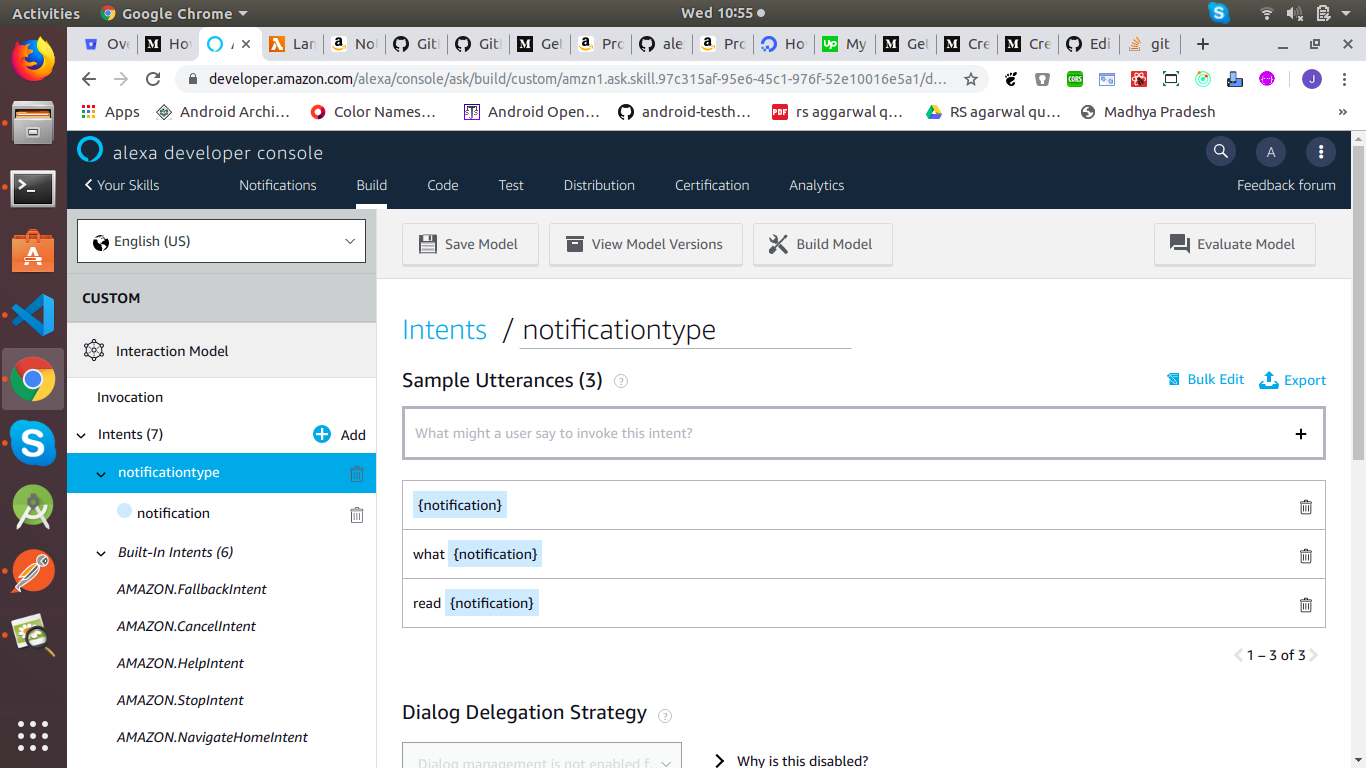 Activities Google Chrome Wed 10:55
Ove Ho A Lan Not Git Git Get Pro ale Pro Ho My Get Cre Cre Edi git
developer.amazon.com/alexa/console/ask/build/custom/amzn1.ask.skill.97c315af-95e6-45c1-976f-52e10016e5a1/d... CORS J
Apps Android Archi... Color Names... Android Open... android-testh... rs aggarwal q... RS agarwal qu... Madhya Pradesh »
alexa developer console A
Your Skills Notifications Build Code Test Distribution Certification Analytics Feedback forum
English (US) Save Model View Model Versions Build Model Evaluate Model
CUSTOM
Interaction Model
Invocation
Intents (7) Add
notificationtype
notification
Built-In Intents (6)
AMAZON.FallbackIntent
AMAZON.CancelIntent
AMAZON.HelpIntent
AMAZON.StopIntent
AMAZON.NavigateHomeIntent
Intents / notificationtype
Sample Utterances (3) ? Bulk Edit Export
What might a user say to invoke this intent? +
{notification}
what {notification}
read {notification}
1 – 3 of 3
Dialog Delegation Strategy ?
Dialog management is not enabled f... Why is this disabled?